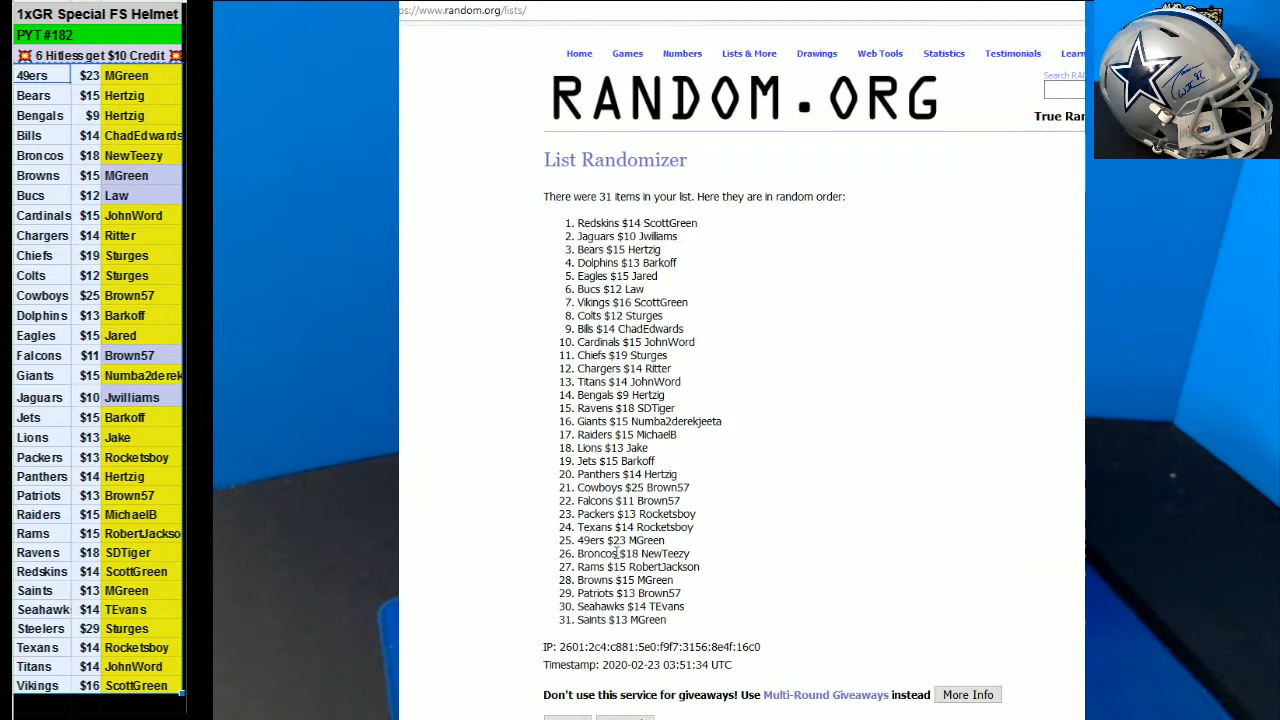 1xGR Special FS Helmet
PYT #182
💥 6 Hitless get $10 Credit 💥
49ers $23 MGreen
Bears $15 Hertzig
Bengals $9 Hertzig
Bills $14 ChadEdwards
Broncos $18 NewTeezy
Browns $15 MGreen
Bucs $12 Law
Cardinals $15 JohnWord
Chargers $14 Ritter
Chiefs $19 Sturges
Colts $12 Sturges
Cowboys $25 Brown57
Dolphins $13 Barkoff
Eagles $15 Jared
Falcons $11 Brown57
Giants $15 Numba2derek
Jaguars $10 Jwilliams
Jets $15 Barkoff
Lions $13 Jake
Packers $13 Rocketsboy
Panthers $14 Hertzig
Patriots $13 Brown57
Raiders $15 MichaelB
Rams $15 RobertJackso
Ravens $18 SDTiger
Redskins $14 ScottGreen
Saints $13 MGreen
Seahawk $14 TEvans
Steelers $29 Sturges
Texans $14 Rocketsboy
Titans $14 JohnWord
Vikings $16 ScottGreen
ps://www.random.org/lists/
Home Games Numbers Lists & More Drawings Web Tools Statistics Testimonials Learn
RANDOM.ORG
Search RA
True Ran
List Randomizer
There were 31 items in your list. Here they are in random order:
1. Redskins $14 ScottGreen
2. Jaguars $10 Jwilliams
3. Bears $15 Hertzig
4. Dolphins $13 Barkoff
5. Eagles $15 Jared
6. Bucs $12 Law
7. Vikings $16 ScottGreen
8. Colts $12 Sturges
9. Bills $14 ChadEdwards
10. Cardinals $15 JohnWord
11. Chiefs $19 Sturges
12. Chargers $14 Ritter
13. Titans $14 JohnWord
14. Bengals $9 Hertzig
15. Ravens $18 SDTiger
16. Giants $15 Numba2derekjeeta
17. Raiders $15 MichaelB
18. Lions $13 Jake
19. Jets $15 Barkoff
20. Panthers $14 Hertzig
21. Cowboys $25 Brown57
22. Falcons $11 Brown57
23. Packers $13 Rocketsboy
24. Texans $14 Rocketsboy
25. 49ers $23 MGreen
26. Broncos $18 NewTeezy
27. Rams $15 RobertJackson
28. Browns $15 MGreen
29. Patriots $13 Brown57
30. Seahawks $14 TEvans
31. Saints $13 MGreen
IP: 2601:2c4:c881:5e0:f9f7:3156:8e4f:16c0
Timestamp: 2020-02-23 03:51:34 UTC
Don't use this service for giveaways! Use Multi-Round Giveaways instead More Info